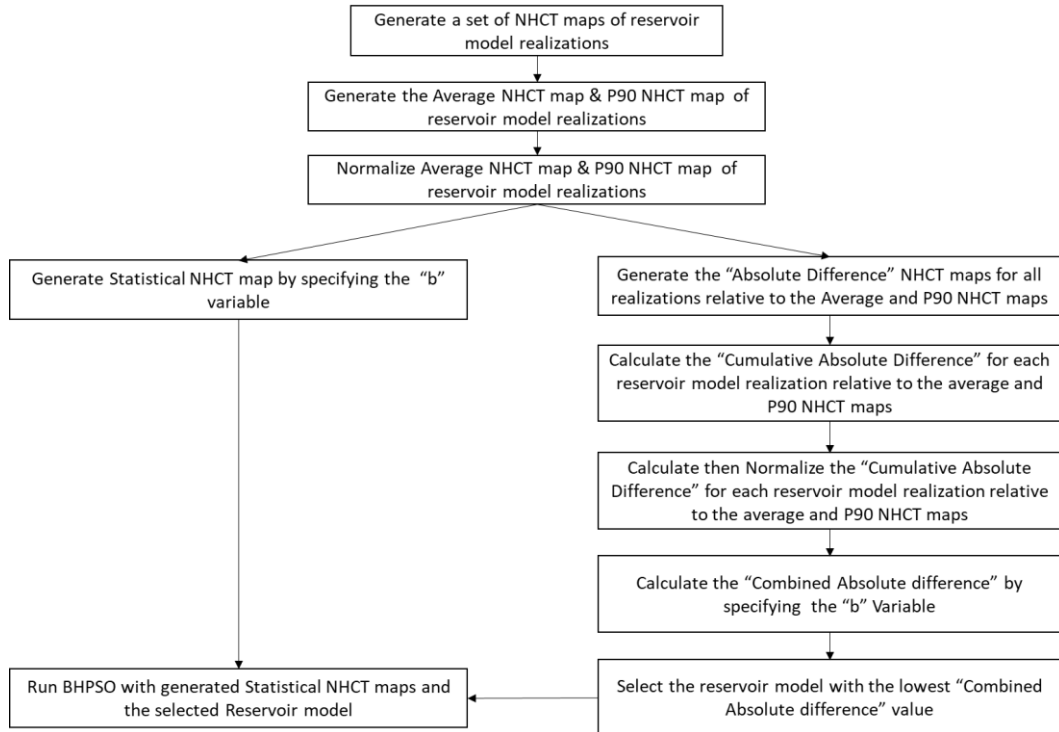 Generate a set of NHCT maps of reservoir
model realizations
Generate the Average NHCT map & P90 NHCT map of
reservoir model realizations
Normalize Average NHCT map & P90 NHCT map of
reservoir model realizations
Generate Statistical NHCT map by specifying the “b”
variable
Generate the “Absolute Difference” NHCT maps for all
realizations relative to the Average and P90 NHCT maps
Calculate the “Cumulative Absolute Difference” for each
reservoir model realization relative to the average and
P90 NHCT maps
Calculate then Normalize the “Cumulative Absolute
Difference” for each reservoir model realization relative
to the average and P90 NHCT maps
Calculate the “Combined Absolute difference” by
specifying the “b” Variable
Run BHPSO with generated Statistical NHCT maps and
the selected Reservoir model
Select the reservoir model with the lowest “Combined
Absolute difference” value